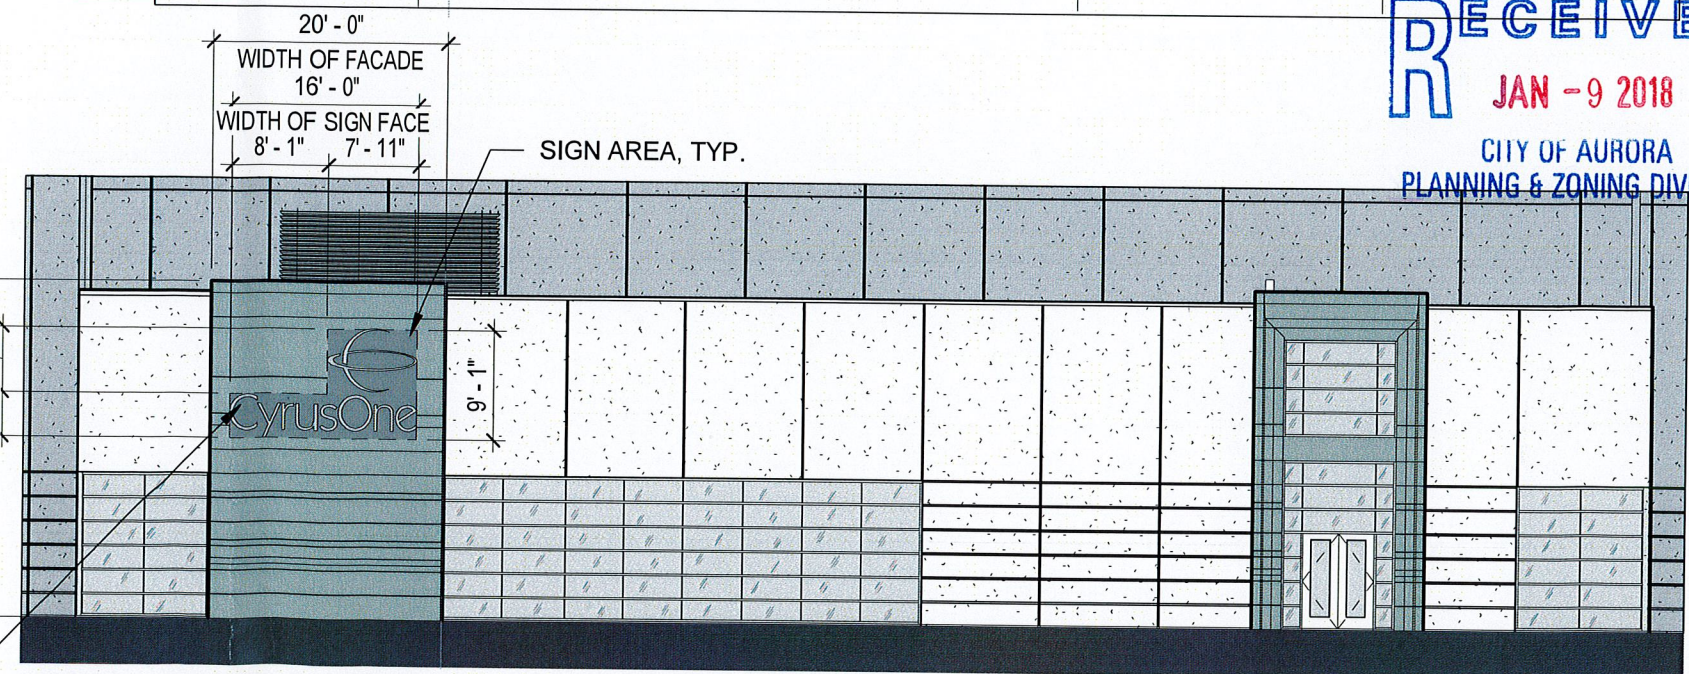 20' - 0"
WIDTH OF FACADE
16' - 0"
WIDTH OF SIGN FACE
8' - 1" 7' - 11"
SIGN AREA, TYP.
RECEIVE
JAN - 9 2018
CITY OF AURORA
PLANNING & ZONING DIV
9' - 1"
CyrusOne